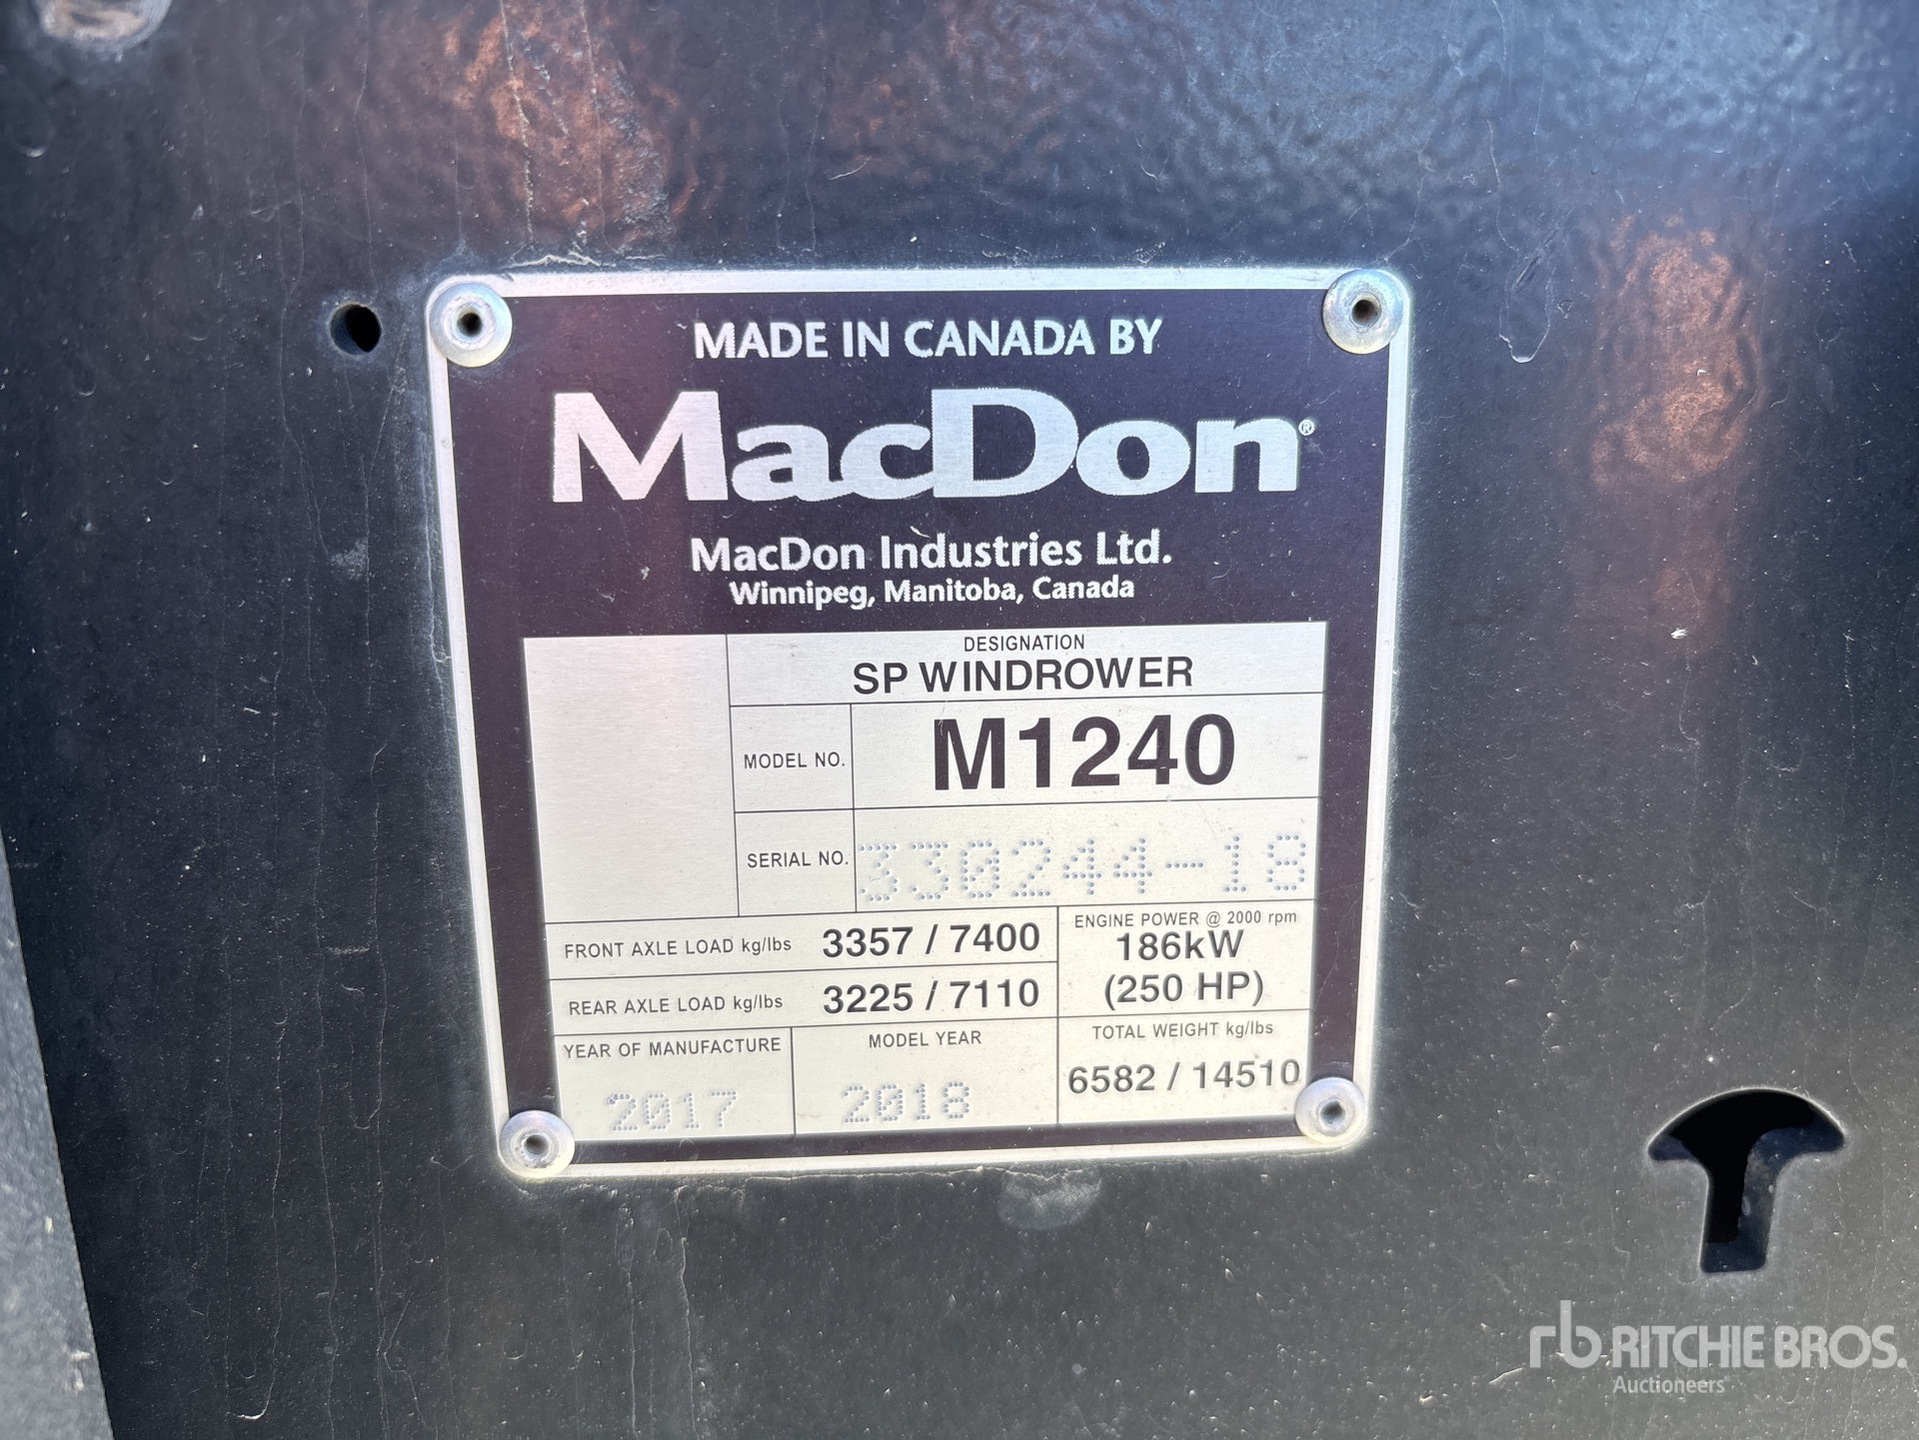 MADE IN CANADA BY
MacDon®
MacDon Industries Ltd.
Winnipeg, Manitoba, Canada
DESIGNATION
SP WINDROWER
MODEL NO. M1240
SERIAL NO. 330244-18
FRONT AXLE LOAD kg/lbs 3357 / 7400
REAR AXLE LOAD kg/lbs 3225 / 7110
ENGINE POWER @ 2000 rpm
186kW
(250 HP)
YEAR OF MANUFACTURE
2017
MODEL YEAR
2018
TOTAL WEIGHT kg/lbs
6582 / 14510
rb RITCHIE BROS.
Auctioneers